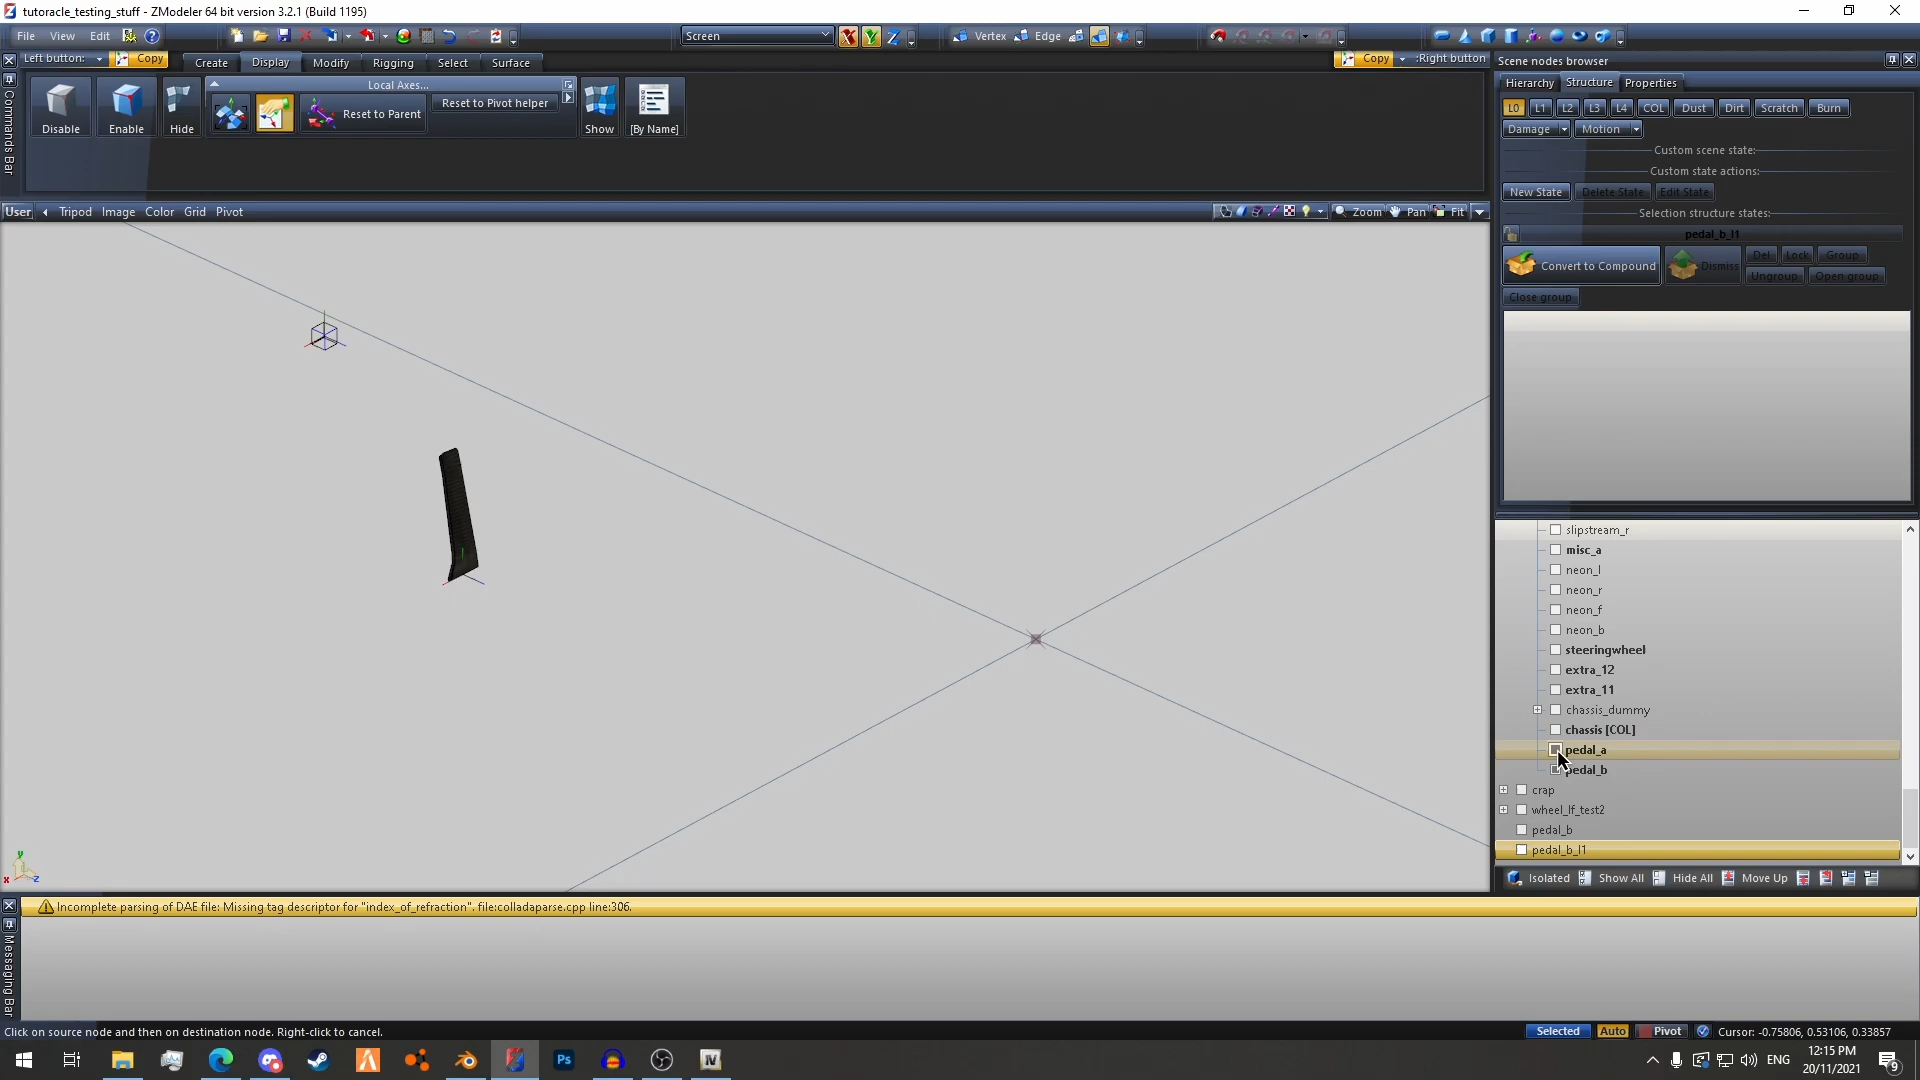 tutoracle_testing_stuff - ZModeler 64 bit version 3.2.1 (Build 1195)
File View Edit
Screen
Vertex Edge
Left button: Copy
Create Display Modify Rigging Select Surface
Copy :Right button
Scene nodes browser
Commands Bar
Disable
Enable
Hide
Local Axes...
Reset to Parent
Reset to Pivot helper
Show
[By Name]
Hierarchy Structure Properties
L0 L1 L2 L3 L4 COL Dust Dirt Scratch Burn
Damage Motion
Custom scene state:
Custom state actions:
New State Delete State Edit State
Selection structure states:
pedal_b_l1
Convert to Compound
Dismiss
Del Lock Group
Ungroup Open group
Close group
User Tripod Image Color Grid Pivot
Zoom Pan Fit
slipstream_r
misc_a
neon_l
neon_r
neon_f
neon_b
steeringwheel
extra_12
extra_11
chassis_dummy
chassis [COL]
pedal_a
pedal_b
crap
wheel_lf_test2
pedal_b
pedal_b_l1
Isolated Show All Hide All Move Up
y
x
z
Messaging Bar
Incomplete parsing of DAE file: Missing tag descriptor for "index_of_refraction". file:colladaparse.cpp line:306.
Click on source node and then on destination node. Right-click to cancel.
Selected Auto Pivot Cursor: -0.75806, 0.53106, 0.33857
Ps
IV
ENG
12:15 PM
20/11/2021
9